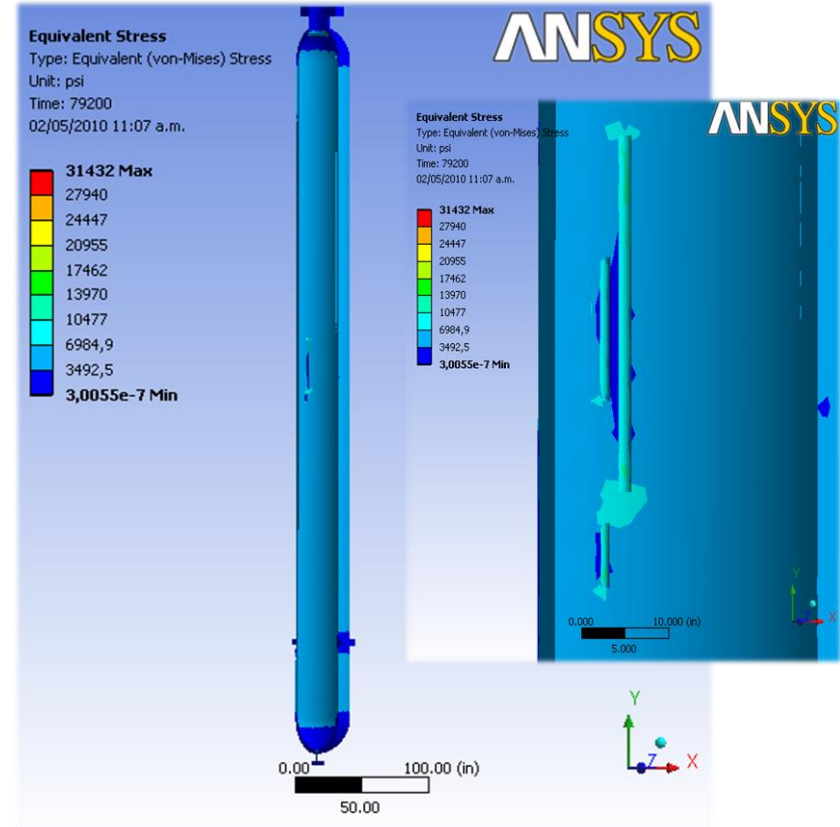 Equivalent Stress
Type: Equivalent (von-Mises) Stress
Unit: psi
Time: 79200
02/05/2010 11:07 a.m.
31432 Max
27940
24447
20955
17462
13970
10477
6984,9
3492,5
3,0055e-7 Min
ANSYS
0.00
100.00 (in)
50.00
Y
Z
X
Equivalent Stress
Type: Equivalent (von-Mises) Stress
Unit: psi
Time: 79200
02/05/2010 11:07 a.m.
31432 Max
27940
24447
20955
17462
13970
10477
6984,9
3492,5
3,0055e-7 Min
ANSYS
0.000
10.000 (in)
5.000
Y
Z
X